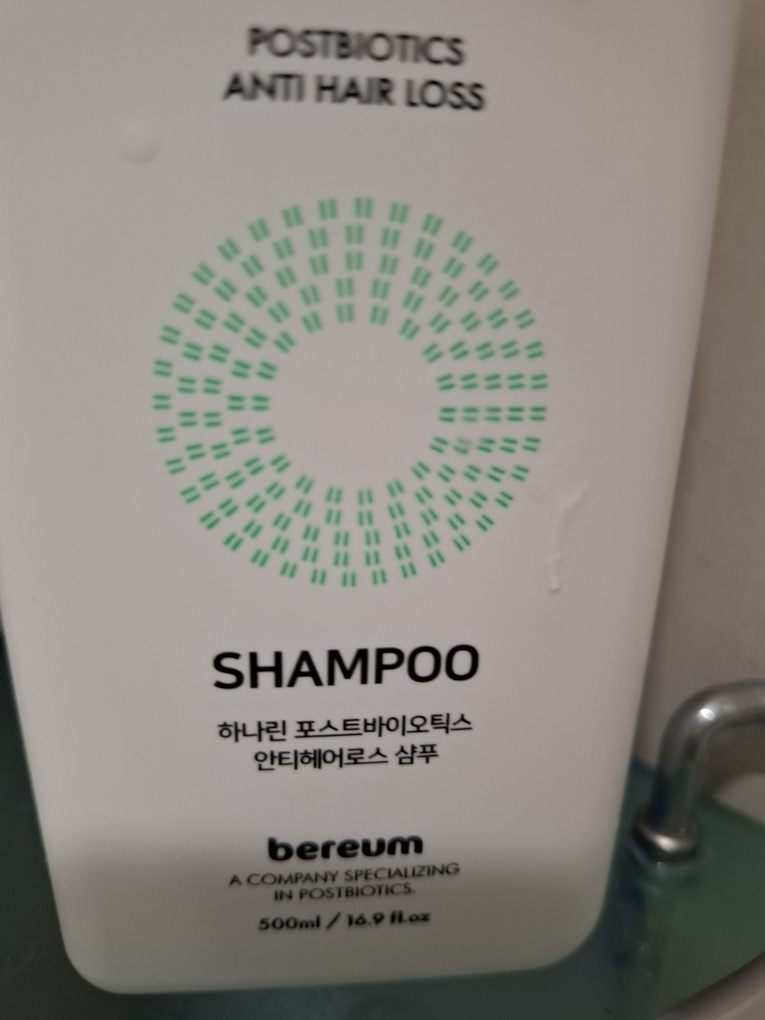 POSTBIOTICS
ANTI HAIR LOSS
SHAMPOO
하나린 포스트바이오틱스
안티헤어로스 샴푸
bereum
A COMPANY SPECIALIZING
IN POSTBIOTICS.
500ml / 16.9 fl.oz